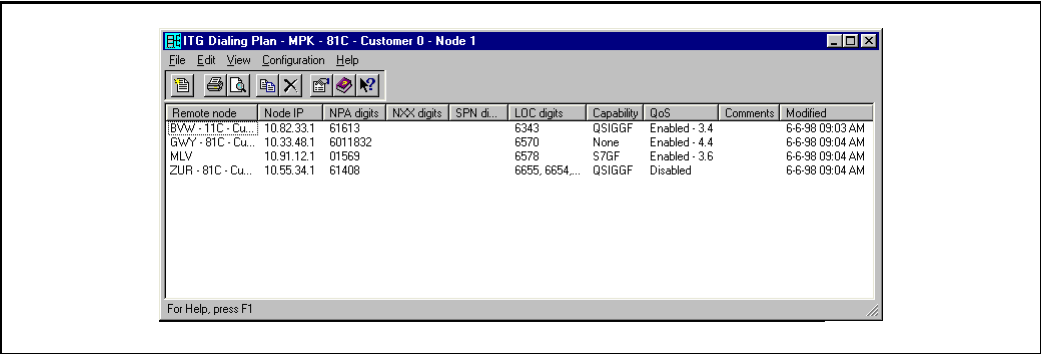 ITG Dialing Plan - MPK - 81C - Customer 0 - Node 1
File Edit View Configuration Help
Remote node Node IP NPA digits NXX digits SPN di... LOC digits Capability QoS Comments Modified
BVW - 11C - Cu... 10.82.33.1 61613 6343 QSIGGF Enabled - 3.4 6-6-98 09:03 AM
GWY - 81C - Cu... 10.33.48.1 6011832 6570 None Enabled - 4.4 6-6-98 09:04 AM
MLV 10.91.12.1 01569 6578 S7GF Enabled - 3.6 6-6-98 09:04 AM
ZUR - 81C - Cu... 10.55.34.1 61408 6655, 6654,... QSIGGF Disabled 6-6-98 09:04 AM
For Help, press F1